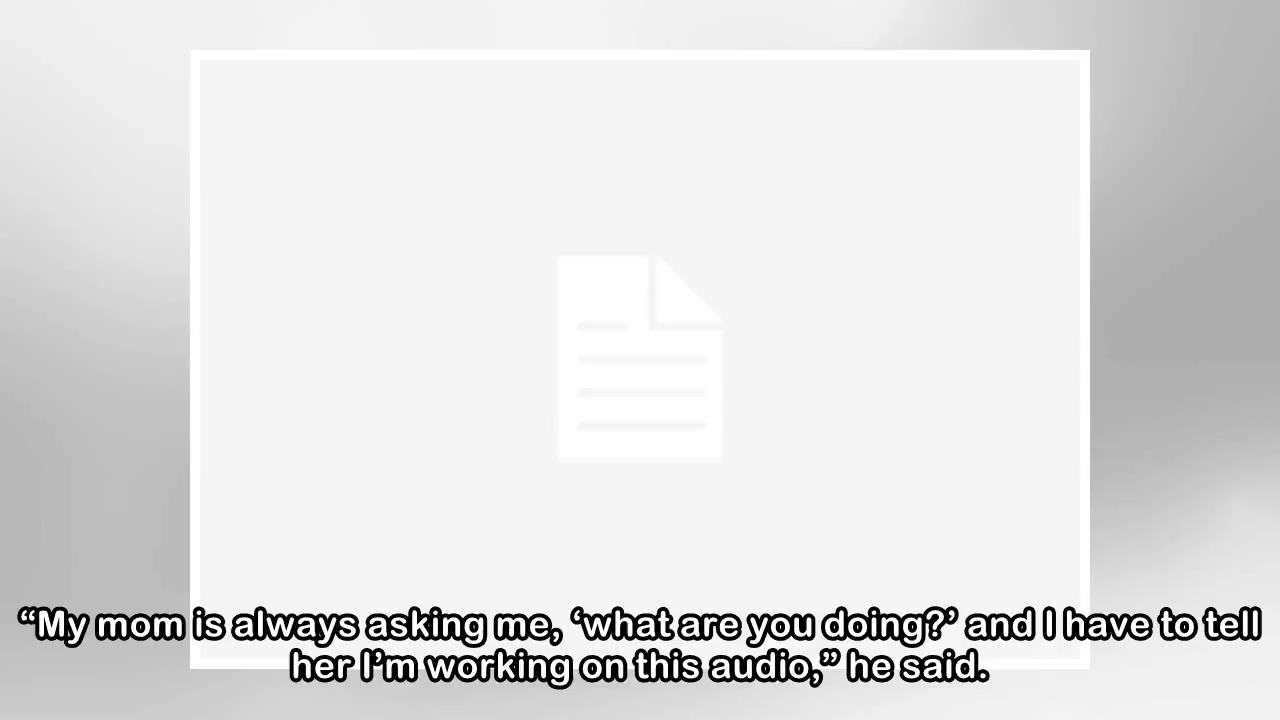 “My mom is always asking me, ‘what are you doing?’ and I have to tell
her I’m working on this audio,” he said.